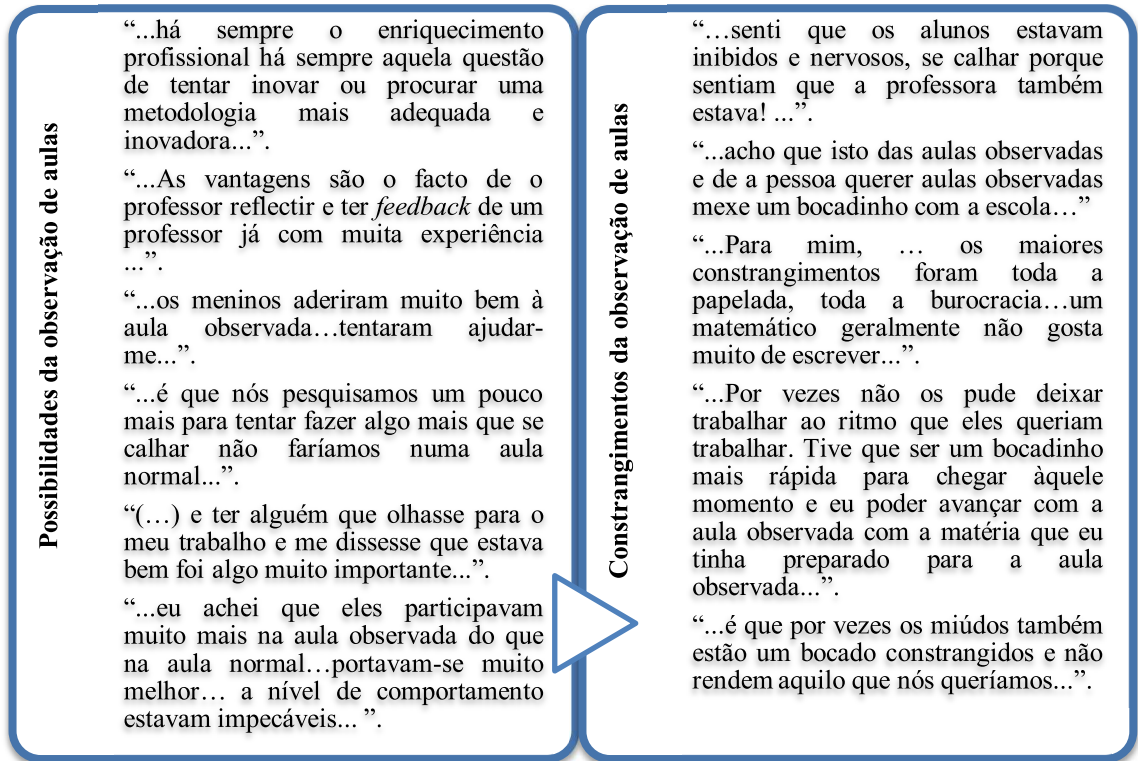 Possibilidades da observação de aulas
“...há sempre o enriquecimento
profissional há sempre aquela questão
de tentar inovar ou procurar uma
metodologia mais adequada e
inovadora...”.
“...As vantagens são o facto de o
professor reflectir e ter feedback de um
professor já com muita experiência
...”.
“...os meninos aderiram muito bem à
aula observada…tentaram ajudar-
me...”.
“...é que nós pesquisamos um pouco
mais para tentar fazer algo mais que se
calhar não faríamos numa aula
normal...”.
“(…) e ter alguém que olhasse para o
meu trabalho e me dissesse que estava
bem foi algo muito importante...”.
“...eu achei que eles participavam
muito mais na aula observada do que
na aula normal…portavam-se muito
melhor… a nível de comportamento
estavam impecáveis... ”.
Constrangimentos da observação de aulas
“…senti que os alunos estavam
inibidos e nervosos, se calhar porque
sentiam que a professora também
estava! ...”.
“...acho que isto das aulas observadas
e de a pessoa querer aulas observadas
mexe um bocadinho com a escola…”
“...Para mim, … os maiores
constrangimentos foram toda a
papelada, toda a burocracia…um
matemático geralmente não gosta
muito de escrever...”.
“...Por vezes não os pude deixar
trabalhar ao ritmo que eles queriam
trabalhar. Tive que ser um bocadinho
mais rápida para chegar àquele
momento e eu poder avançar com a
aula observada com a matéria que eu
tinha preparado para a aula
observada...”.
“...é que por vezes os miúdos também
estão um bocado constrangidos e não
rendem aquilo que nós queríamos...”.